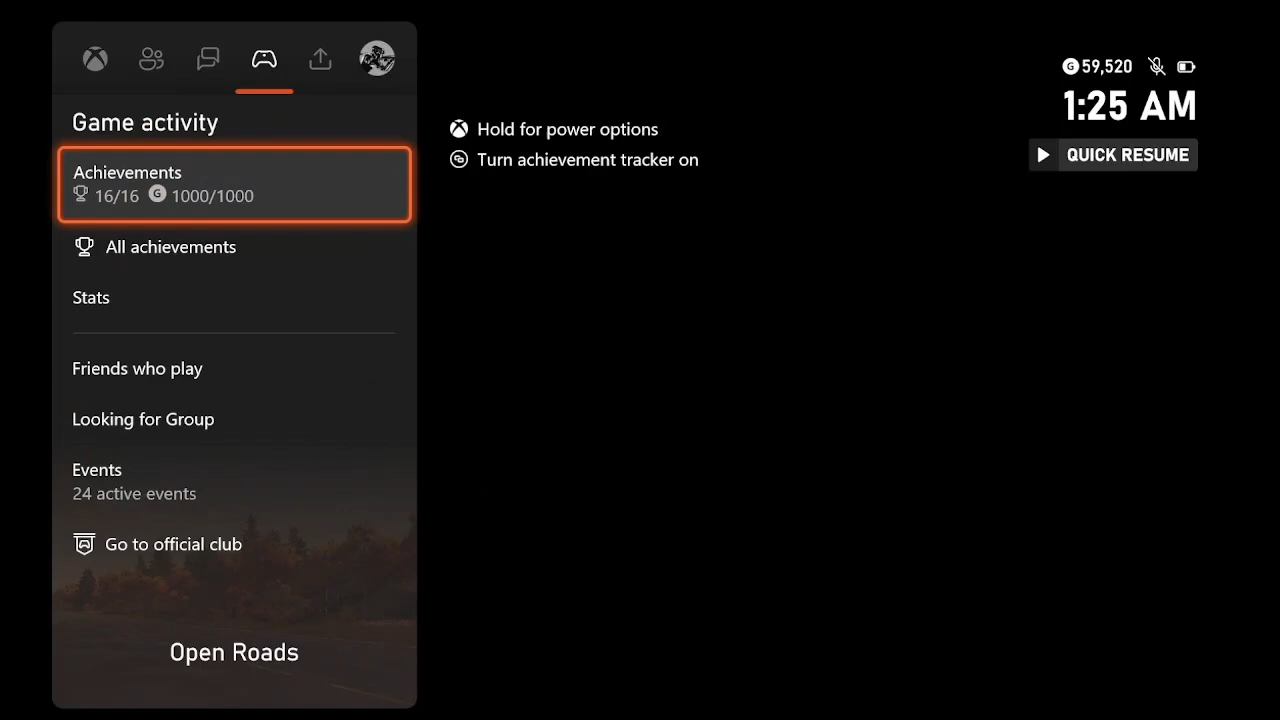 Game activity
Achievements
16/16 G 1000/1000
All achievements
Stats
Friends who play
Looking for Group
Events
24 active events
Go to official club
Open Roads
Hold for power options
Turn achievement tracker on
G 59,520
1:25 AM
QUICK RESUME